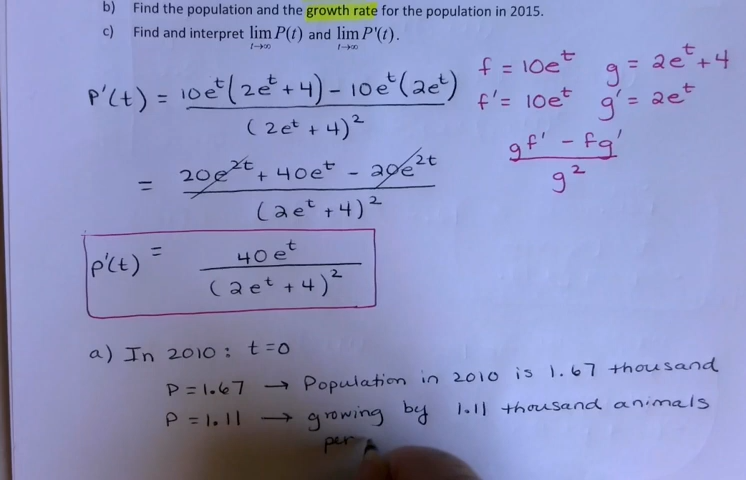 b) Find the population and the growth rate for the population in 2015.
c) Find and interpret lim t→∞ P(t) and lim t→∞ P'(t).
f = 10e^t g = 2e^t + 4
P'(t) = (10e^t(2e^t + 4) − 10e^t(2e^t)) / (2e^t + 4)^2
f' = 10e^t g' = 2e^t
(gf' − fg') / g^2
= (20e^2t + 40e^t − 20e^2t) / (2e^t + 4)^2
P'(t) = 40e^t / (2e^t + 4)^2
a) In 2010: t=0
P = 1.67 → Population in 2010 is 1.67 thousand
P = 1.11 → growing by 1.11 thousand animals
per